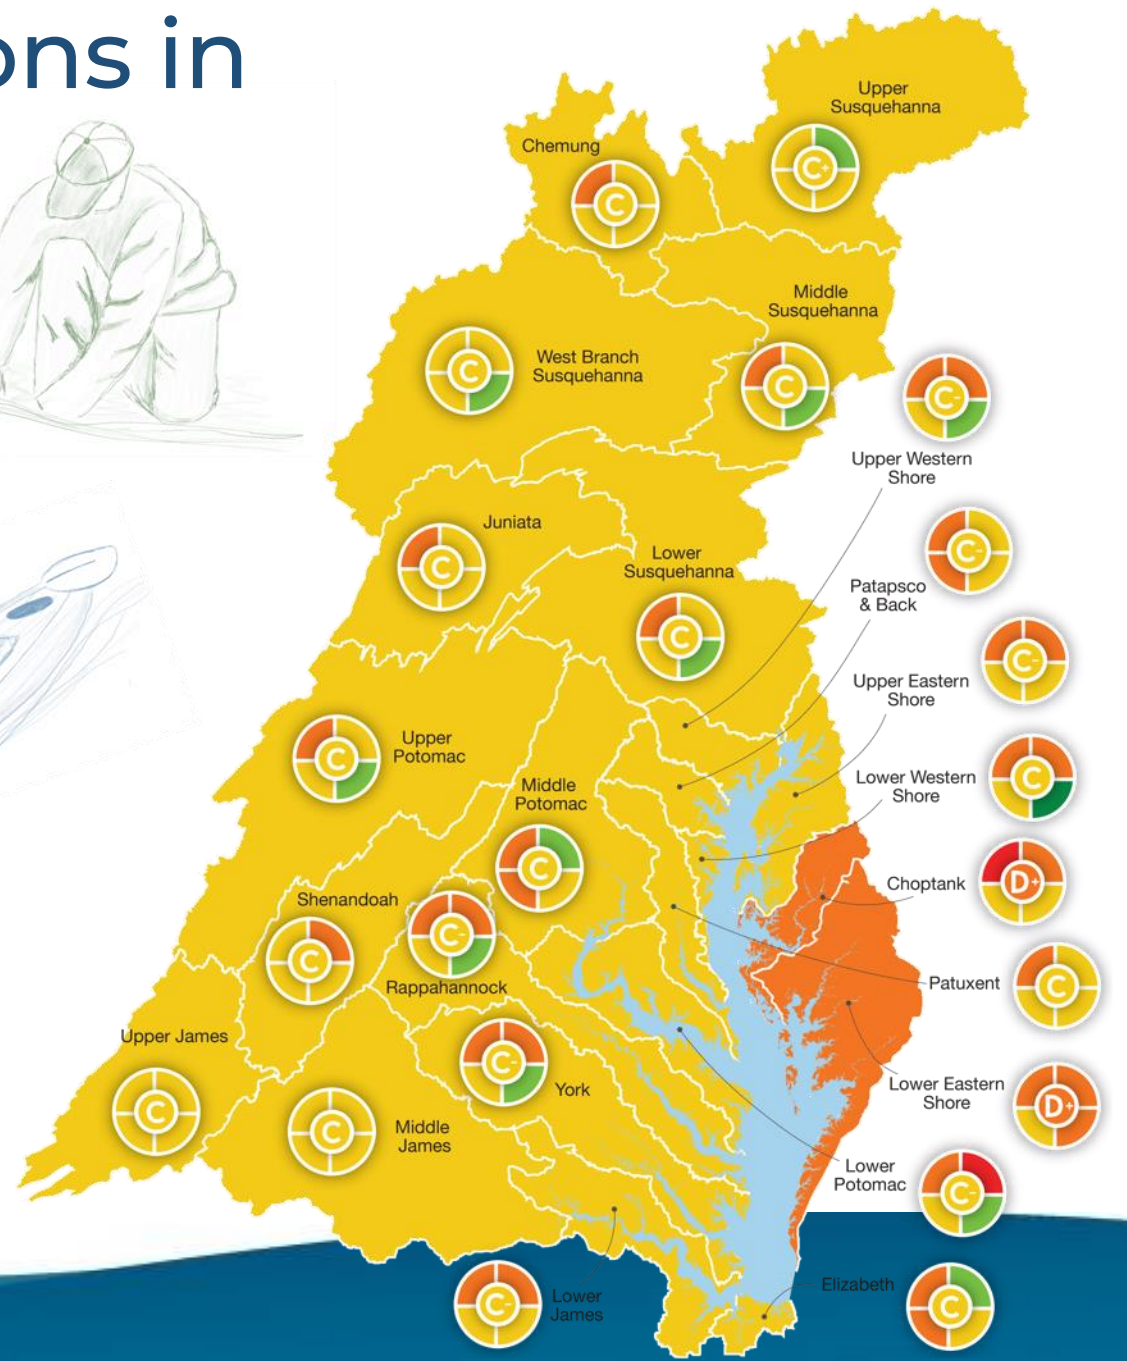 ons in
Upper
Susquehanna
C+
Chemung
C
Middle
Susquehanna
C
West Branch
Susquehanna
C
C-
Upper Western
Shore
Juniata
C
Lower
Susquehanna
C
C-
Patapsco
& Back
C-
Upper Eastern
Shore
Upper
Potomac
C
Middle
Potomac
C
Lower Western
Shore
C
Choptank
D+
Shenandoah
C
C-
Rappahannock
Patuxent
C
Upper James
C
C-
York
Middle
James
C
Lower Eastern
Shore
D+
Lower
Potomac
C-
Elizabeth
C
C-
Lower
James